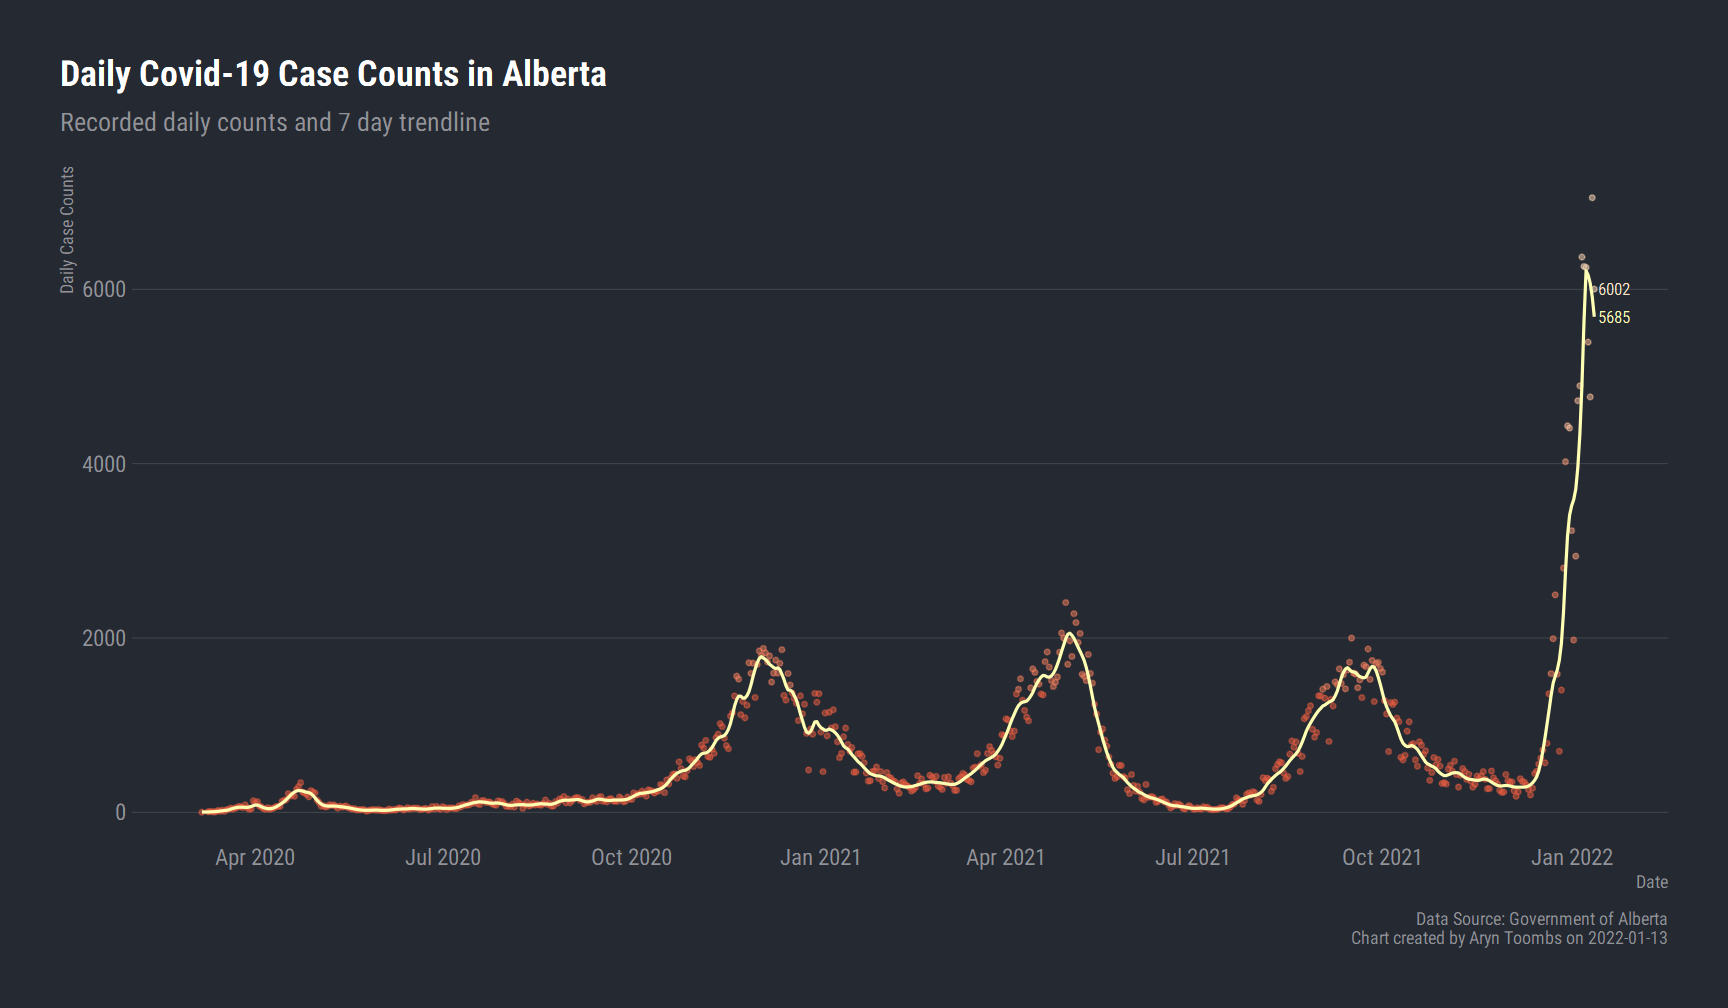 Daily Covid-19 Case Counts in Alberta
Recorded daily counts and 7 day trendline
Daily Case Counts
6000
4000
2000
0
6002
5685
Apr 2020
Jul 2020
Oct 2020
Jan 2021
Apr 2021
Jul 2021
Oct 2021
Jan 2022
Date
Data Source: Government of Alberta
Chart created by Aryn Toombs on 2022-01-13